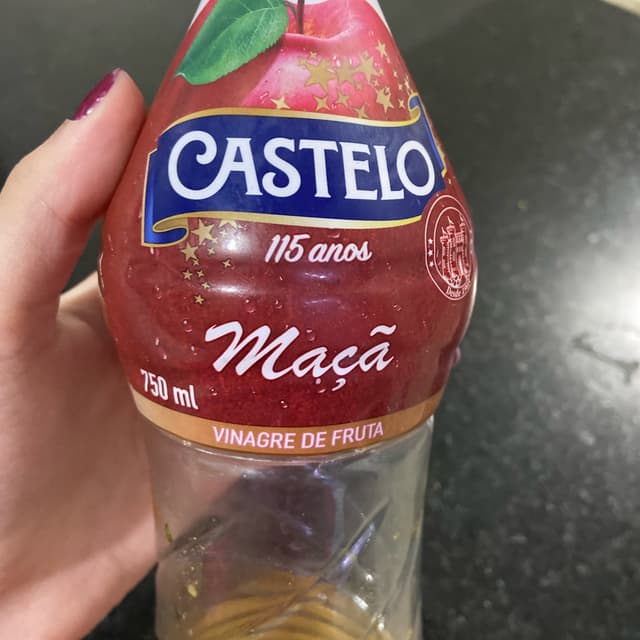 CASTELO
115 anos
Maçã
750 ml
VINAGRE DE FRUTA